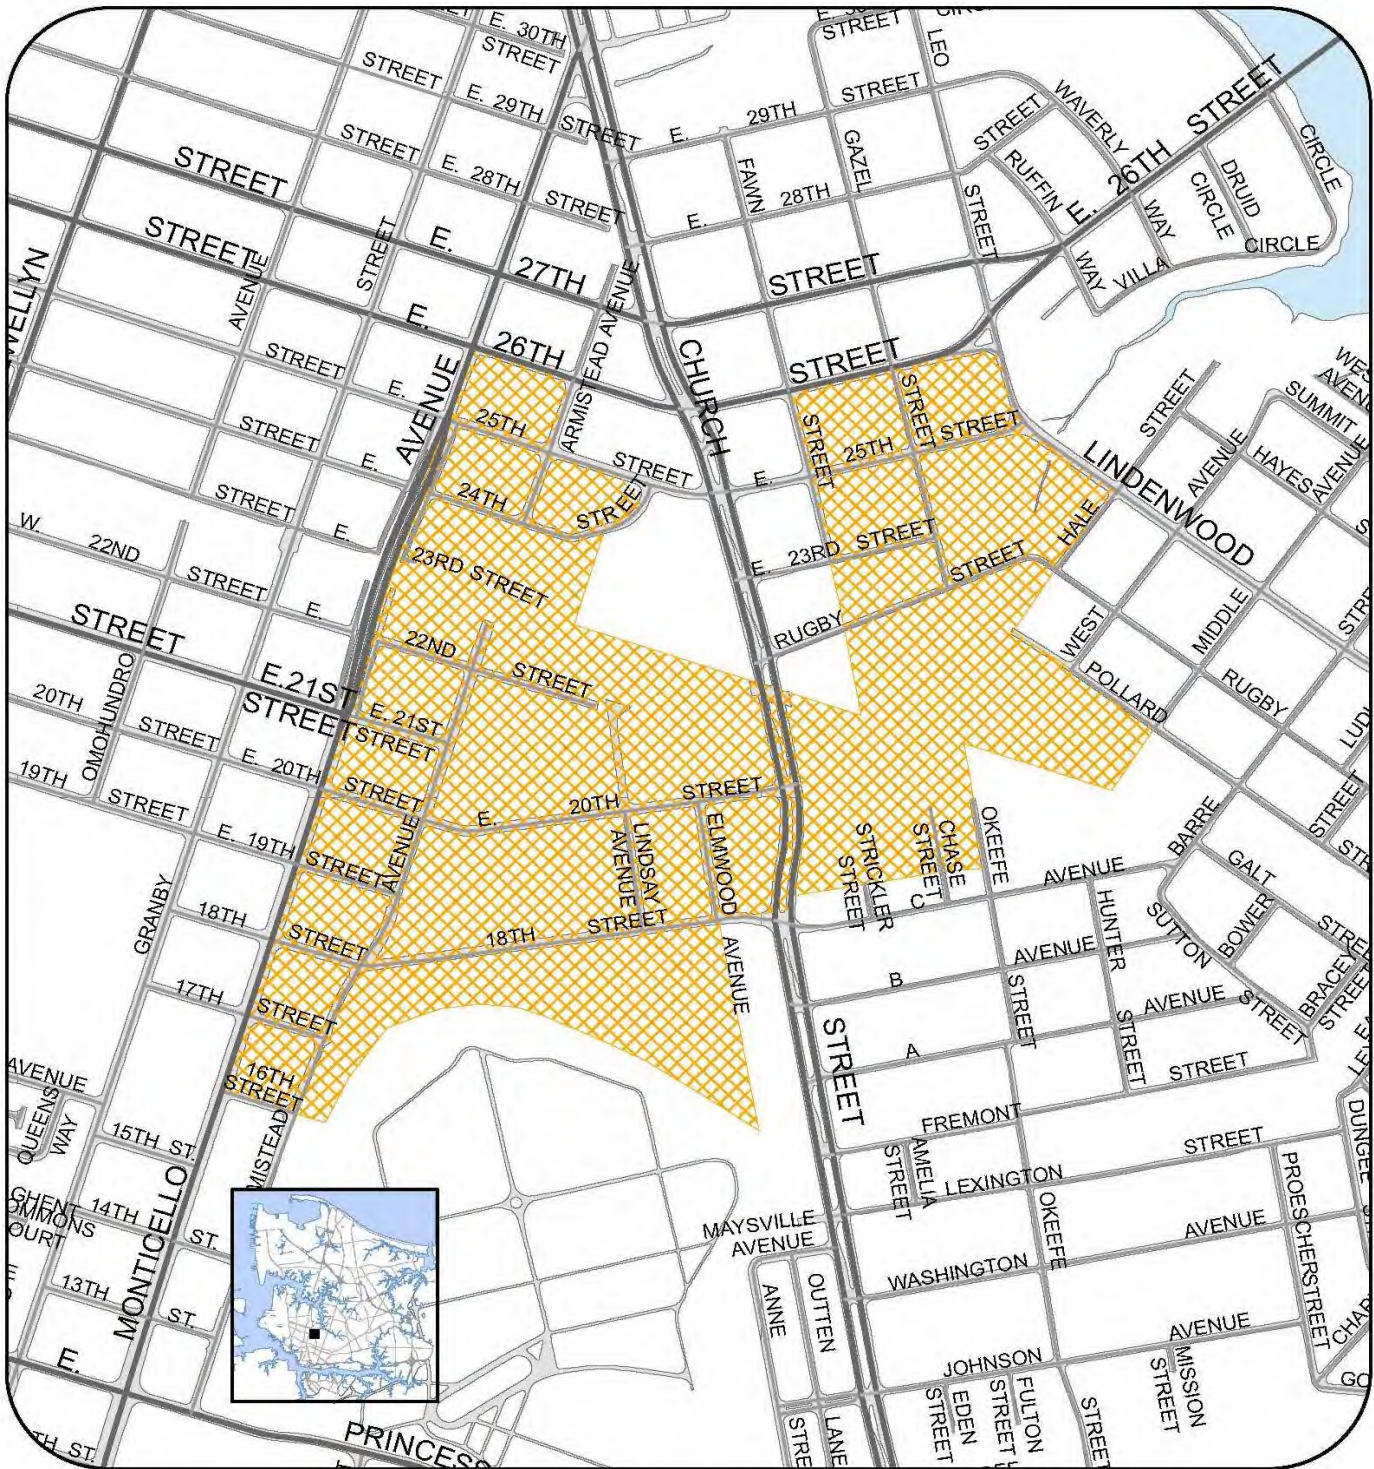 E. 30TH
STREET
STREET
STREET
E. 29TH
STREET
E.
29TH
STREET
LEO
STREET
WAVERLY
WAY
E. 26TH STREET
CIRCLE
STREET
STREET
E. 28TH
STREET
FAWN
GAZEL
28TH
E.
STREET
RUFFIN
WAY
DRUID
CIRCLE
CIRCLE
VILLA
STREET
AVENUE
STREET
E.
27TH
STREET
E.
26TH
STREET
ARMISTEAD AVENUE
CHURCH
STREET
AVENUE
STREET
E.
25TH
STREET
STREET
E.
24TH
STREET
STREET
E.
25TH
STREET
STREET
STREET
LINDENWOOD
STREET
SUMMIT
AVENUE
HAYES
AVENUE
HALE
W.
22ND
STREET
E.
23RD STREET
E.
23RD
STREET
STREET
RUGBY
22ND
STREET
STREET
E.21ST
STREET
E. 21ST
STREET
WEST
MIDDLE
POLLARD
RUGBY
20TH
STREET
OMOHUNDRO
E. 20TH
STREET
E.
20TH
STREET
19TH
STREET
E. 19TH
STREET
AVENUE
LINDSAY
AVENUE
ELMWOOD
AVENUE
STRICKLER
STREET
CHASE
STREET
OKEEFE
STREET
C
AVENUE
BARRE
STREET
GALT
BOWER
GRANBY
18TH
STREET
18TH
STREET
B
AVENUE
HUNTER
STREET
SUTTON
STREET
BRACEY
STREET
17TH
STREET
A
AVENUE
STREET
16TH
STREET
AVENUE
QUEENS
WAY
15TH ST.
FREMONT
STREET
AMELIA
STREET
LEXINGTON
STREET
PROESCHER STREET
DUNGEE
MONTICELLO
14TH
ST.
MAYSVILLE
AVENUE
OKEEFE
STREET
AVENUE
WASHINGTON
13TH
ST.
ANNE
OUTTEN
LANE
AVENUE
JOHNSON
E.
PRINCESS
EDEN
STREET
FULTON
STREET
MISSION
STREET